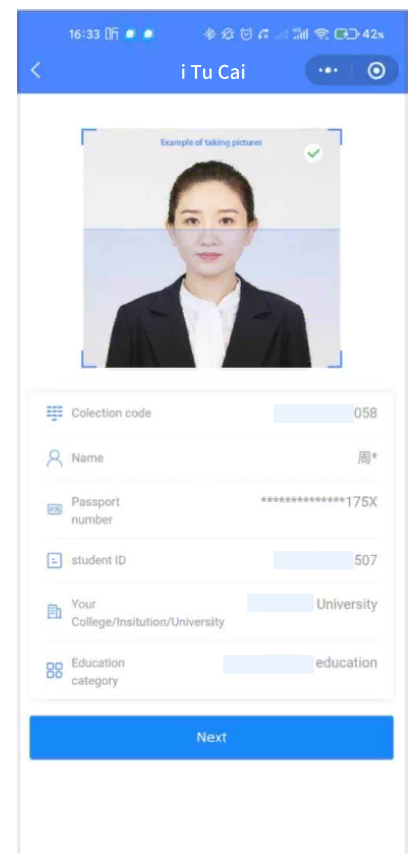 16:33
42%
i Tu Cai
Example of taking pictures
Colection code 058
Name 周*
Passport number **************175X
student ID 507
Your College/Insitution/University University
Education category education
Next